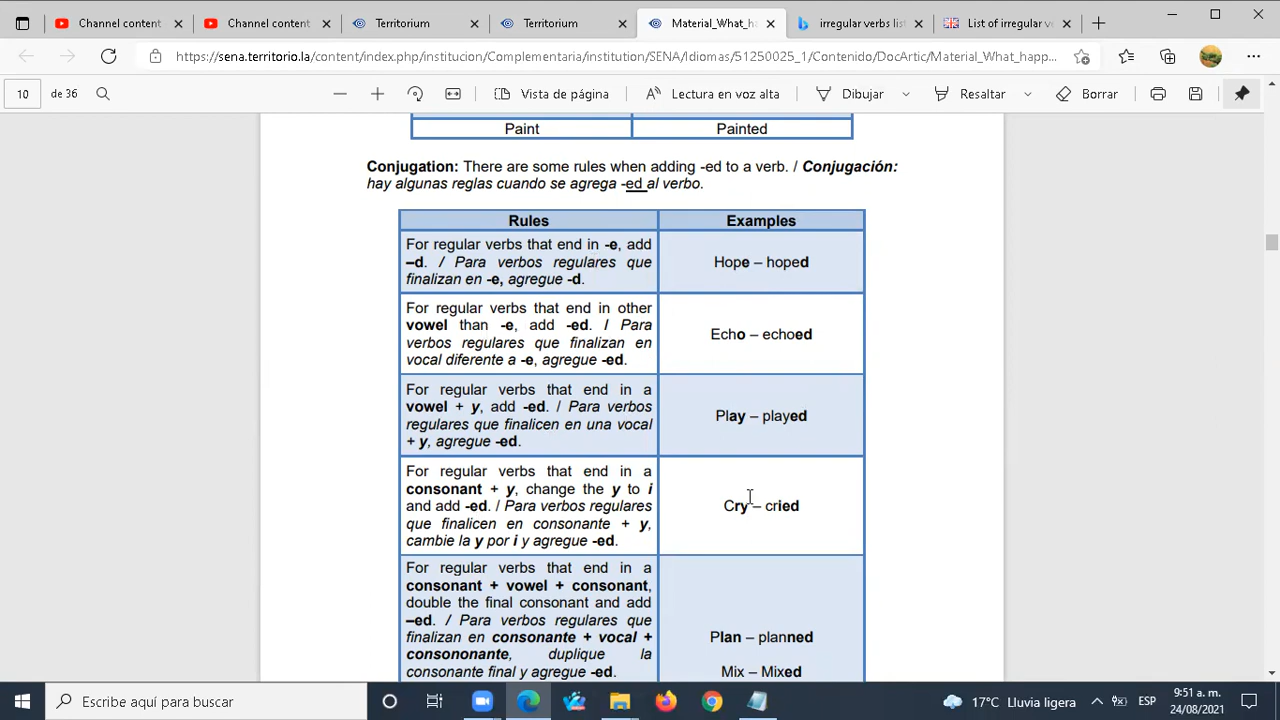 Channel content
Channel content
Territorium
Territorium
Material_What_ha
irregular verbs list
List of irregular ve
https://sena.territorio.la/content/index.php/institucion/Complementaria/institution/SENA/Idiomas/51250025_1/Contenido/DocArtic/Material_What_happ...
10 de 36
Vista de página
Lectura en voz alta
Dibujar
Resaltar
Borrar
Paint Painted
Conjugation: There are some rules when adding -ed to a verb. / Conjugación:
hay algunas reglas cuando se agrega -ed al verbo.
Rules Examples
For regular verbs that end in -e, add
–d. / Para verbos regulares que
finalizan en -e, agregue -d.
Hope – hoped
For regular verbs that end in other
vowel than -e, add -ed. / Para
verbos regulares que finalizan en
vocal diferente a -e, agregue -ed.
Echo – echoed
For regular verbs that end in a
vowel + y, add -ed. / Para verbos
regulares que finalicen en una vocal
+ y, agregue -ed.
Play – played
For regular verbs that end in a
consonant + y, change the y to i
and add -ed. / Para verbos regulares
que finalicen en consonante + y,
cambie la y por i y agregue -ed.
Cry – cried
For regular verbs that end in a
consonant + vowel + consonant,
double the final consonant and add
–ed. / Para verbos regulares que
finalizan en consonante + vocal +
consononante, duplique la
consonante final y agregue -ed.
Plan – planned
Mix – Mixed
Escribe aquí para buscar
17°C Lluvia ligera
ESP
9:51 a. m.
24/08/2021